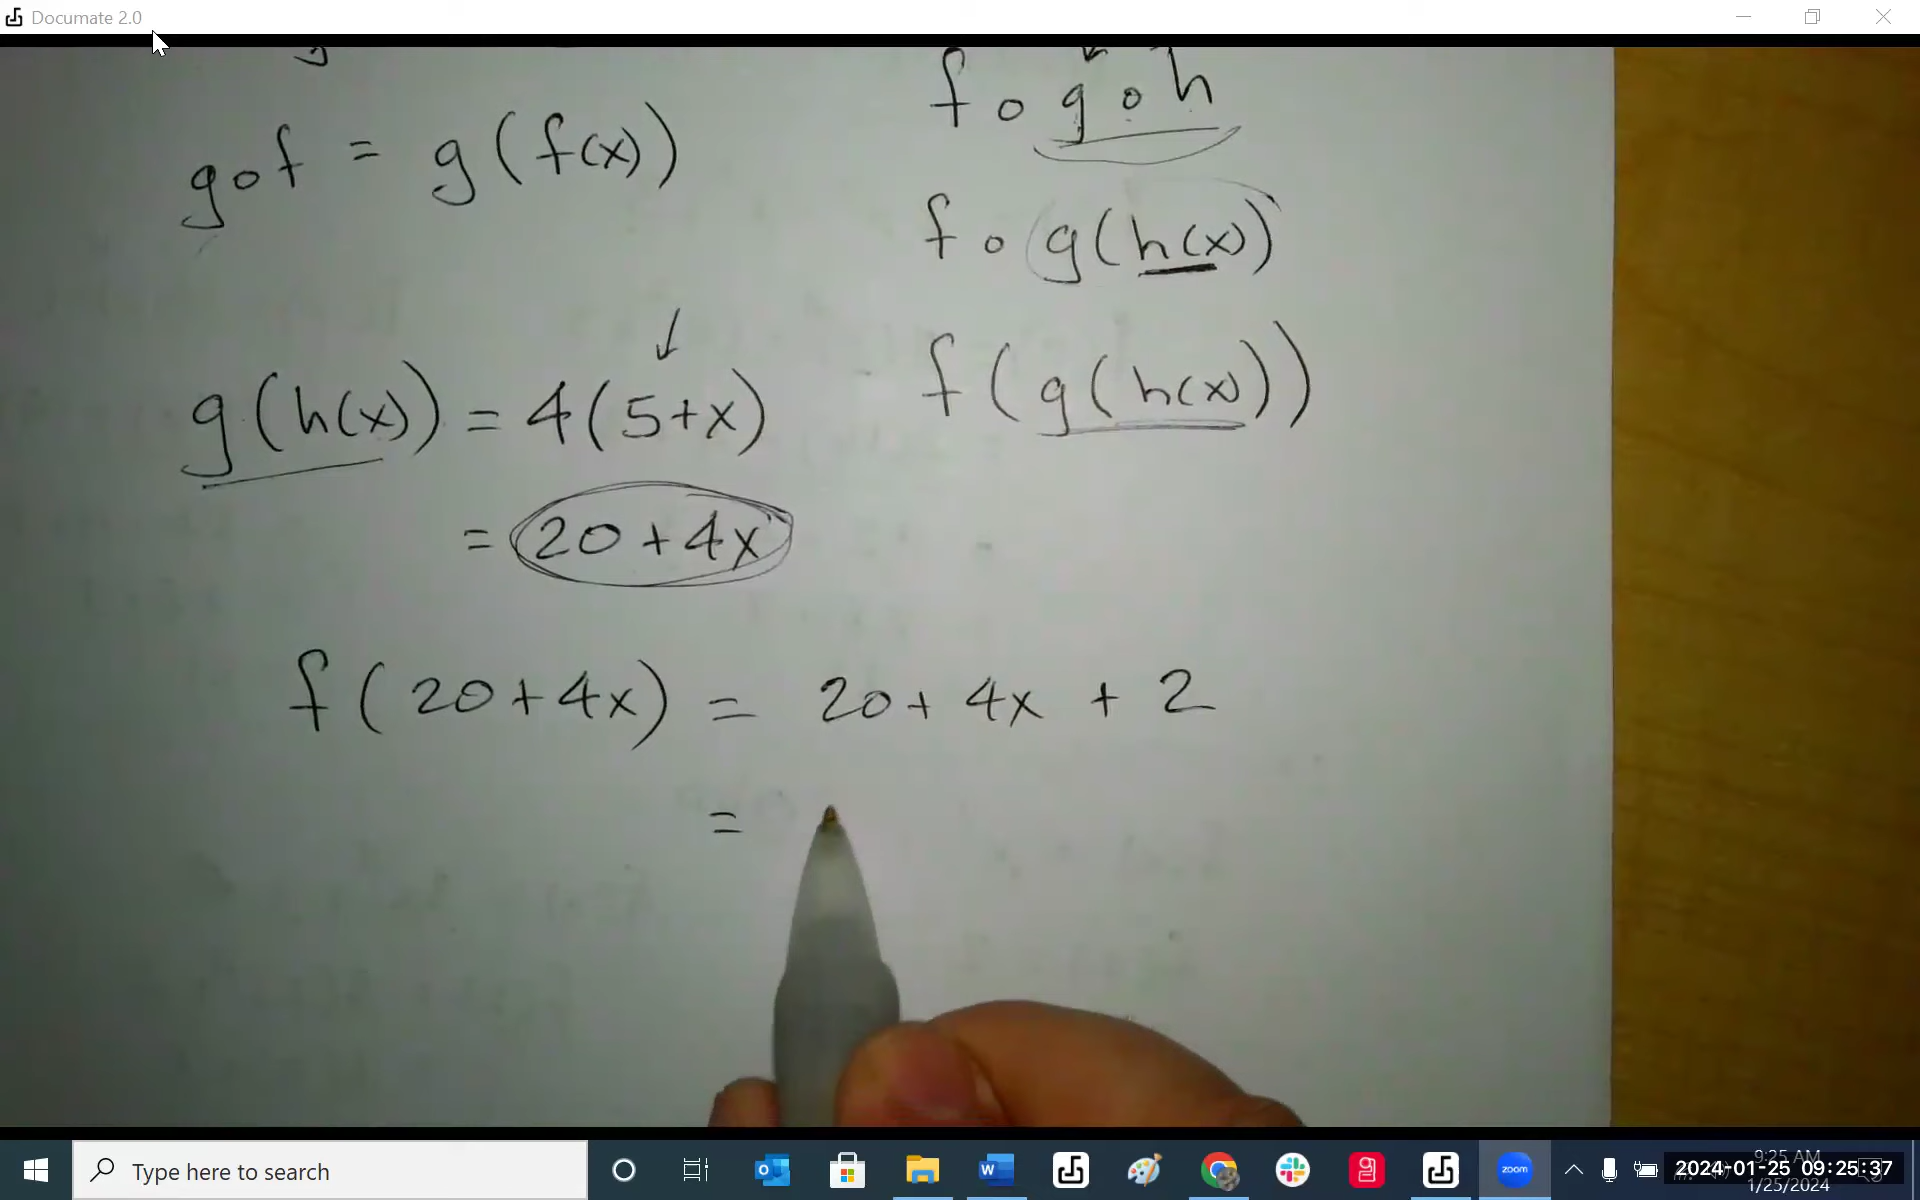 Documate 2.0
g
g o f = g(f(x))
f o g o h
f o g(h(x))
f(g(h(x)))
g(h(x)) = 4(5+x)
= 20 + 4x
f(20+4x) = 20 + 4x + 2
=
Type here to search
zoom
9:25 AM
2024-01-25 09:25:37
1/25/2024